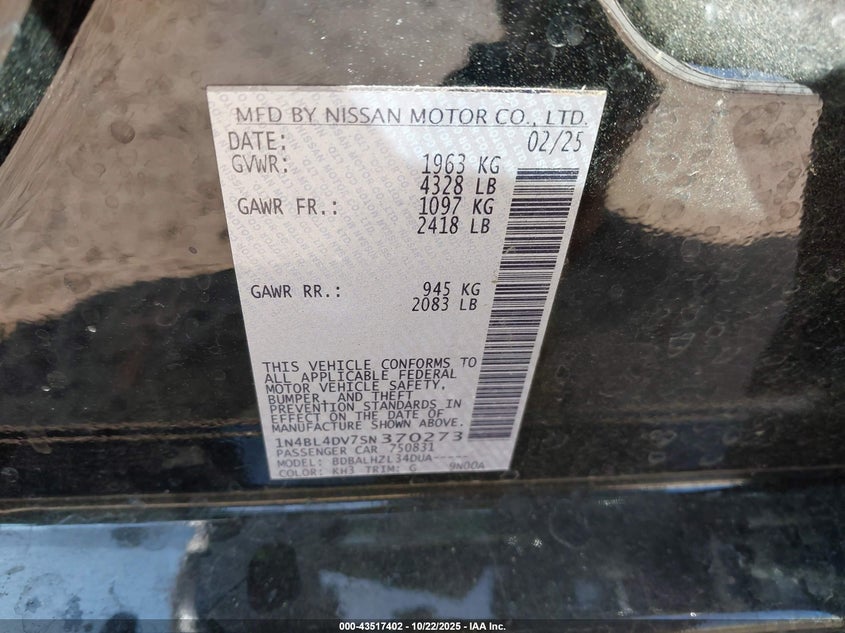 MFD BY NISSAN MOTOR CO., LTD.
DATE: 02/25
GVWR: 1963 KG
4328 LB
GAWR FR.: 1097 KG
2418 LB
GAWR RR.: 945 KG
2083 LB
THIS VEHICLE CONFORMS TO
ALL APPLICABLE FEDERAL
MOTOR VEHICLE SAFETY,
BUMPER, AND THEFT
PREVENTION STANDARDS IN
EFFECT ON THE DATE OF
MANUFACTURE SHOWN ABOVE.
1N4BL4DV7SN370273
PASSENGER CAR 750831
MODEL: BDBALHZL34DUA-----
COLOR: KH3 TRIM: G 9N00A
000-43517402 - 10/22/2025 - IAA Inc.